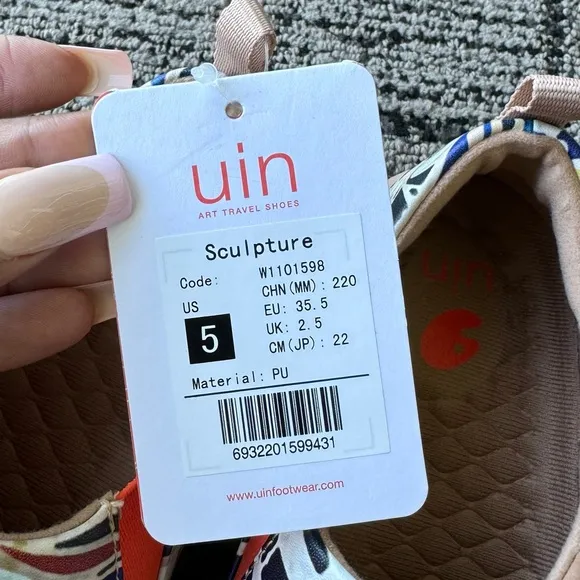 uin
ART TRAVEL SHOES
Sculpture
Code: W1101598
US
5
CHN(MM): 220
EU: 35.5
UK: 2.5
CM(JP): 22
Material: PU
6932201599431
www.uinfootwear.com
uin